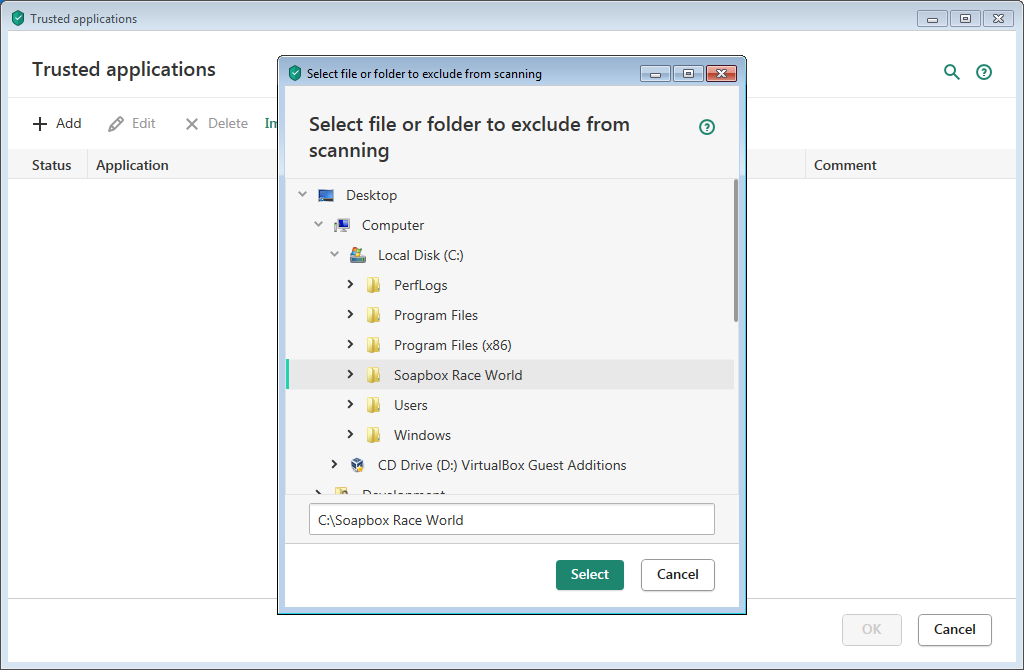 Trusted applications
Trusted applications
Add
Edit
Delete
Im
Status
Application
Comment
Select file or folder to exclude from scanning
Select file or folder to exclude from
scanning
Desktop
Computer
Local Disk (C:)
PerfLogs
Program Files
Program Files (x86)
Soapbox Race World
Users
Windows
CD Drive (D:) VirtualBox Guest Additions
Development
C:\Soapbox Race World
Select
Cancel
OK
Cancel